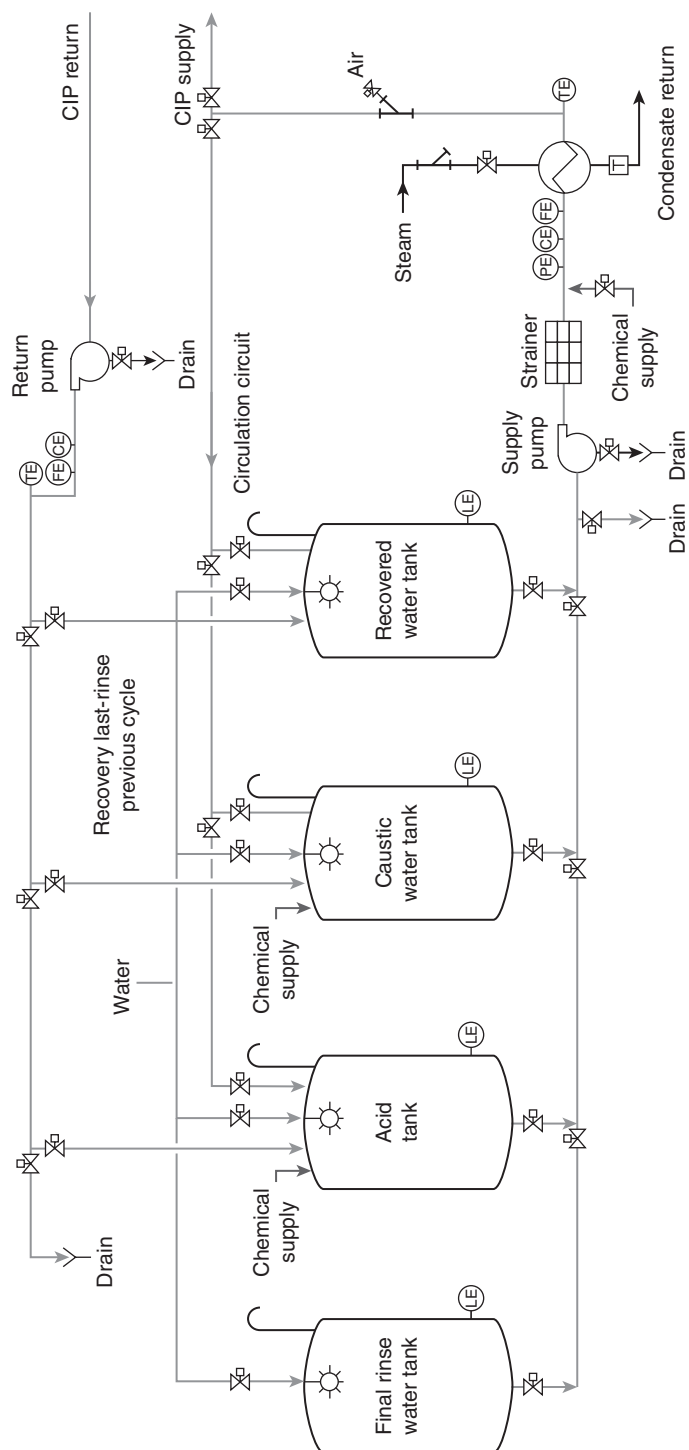 CIP return
CIP supply
Air
TE
Steam
Condensate return
T
FE
CE
PE
Chemical
supply
Strainer
Supply
pump
Drain
Drain
Return
pump
Drain
CE
FE
TE
Circulation circuit
LE
Recovered
water tank
Recovery last-rinse
previous cycle
LE
Caustic
water tank
Chemical
supply
Water
LE
Acid
tank
Chemical
supply
Drain
LE
Final rinse
water tank